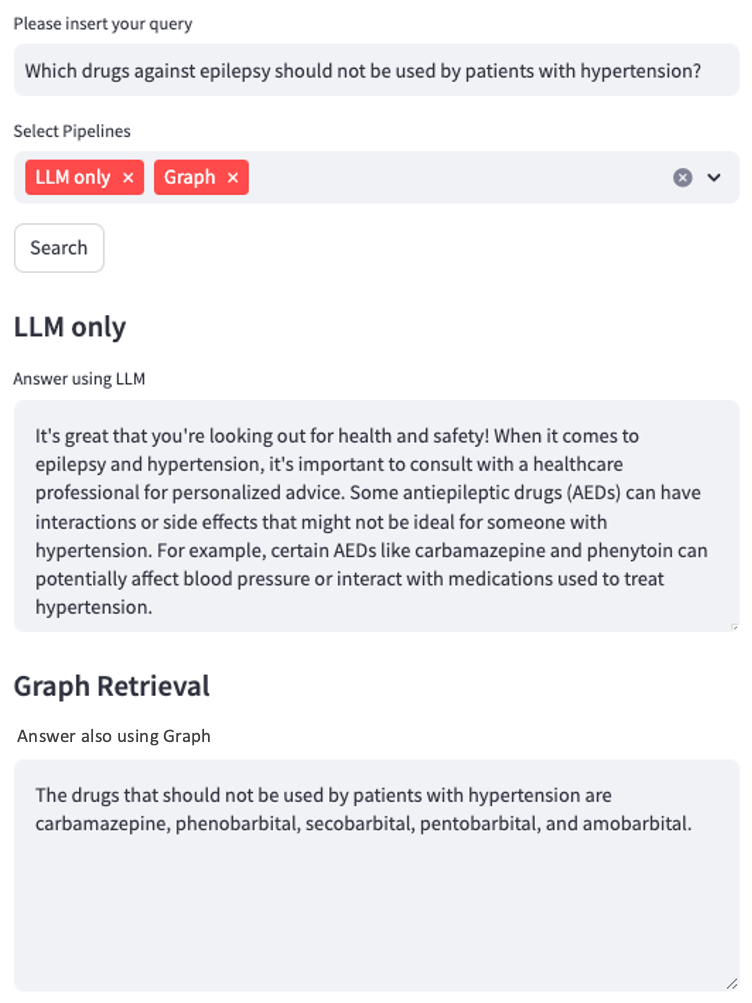 Please insert your query
Which drugs against epilepsy should not be used by patients with hypertension?
Select Pipelines
LLM only × Graph ×
Search
LLM only
Answer using LLM
It's great that you're looking out for health and safety! When it comes to
epilepsy and hypertension, it's important to consult with a healthcare
professional for personalized advice. Some antiepileptic drugs (AEDs) can have
interactions or side effects that might not be ideal for someone with
hypertension. For example, certain AEDs like carbamazepine and phenytoin can
potentially affect blood pressure or interact with medications used to treat
hypertension.
Graph Retrieval
Answer also using Graph
The drugs that should not be used by patients with hypertension are
carbamazepine, phenobarbital, secobarbital, pentobarbital, and amobarbital.